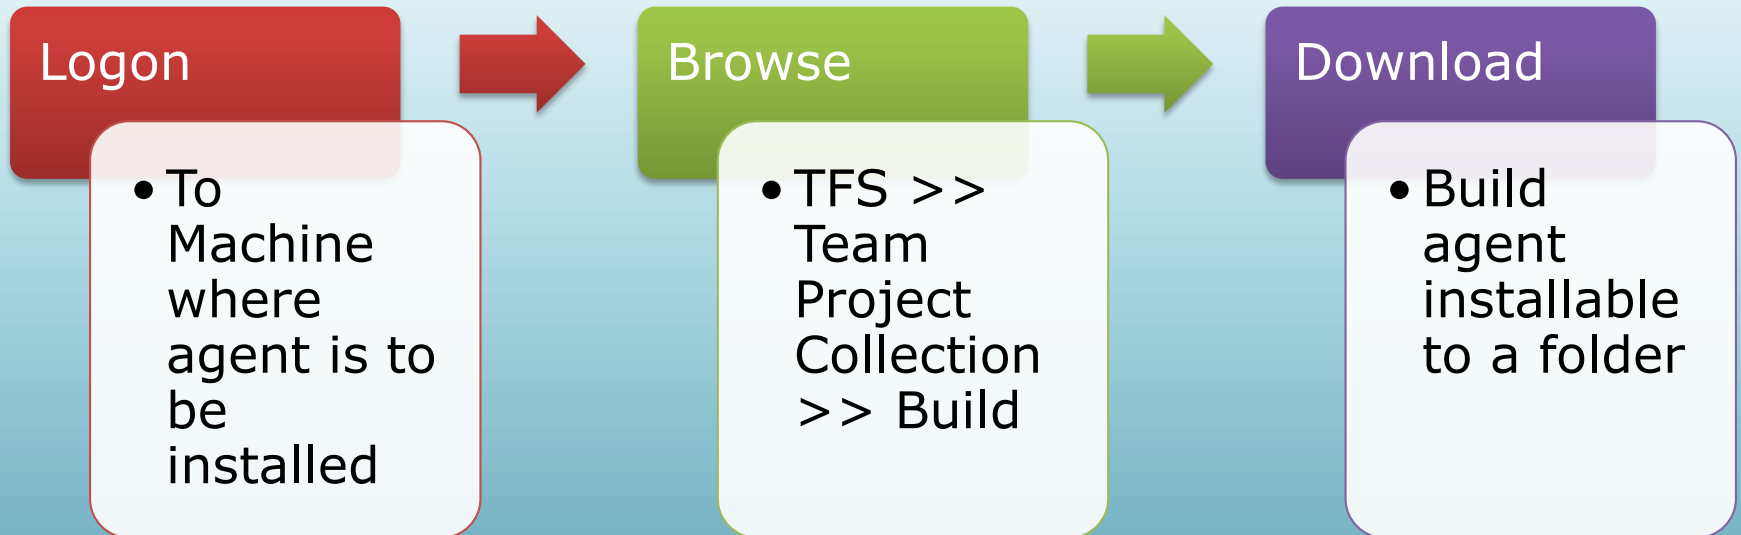 Logon
• To
Machine
where
agent is to
be
installed
Browse
• TFS >>
Team
Project
Collection
>> Build
Download
• Build
agent
installable
to a folder